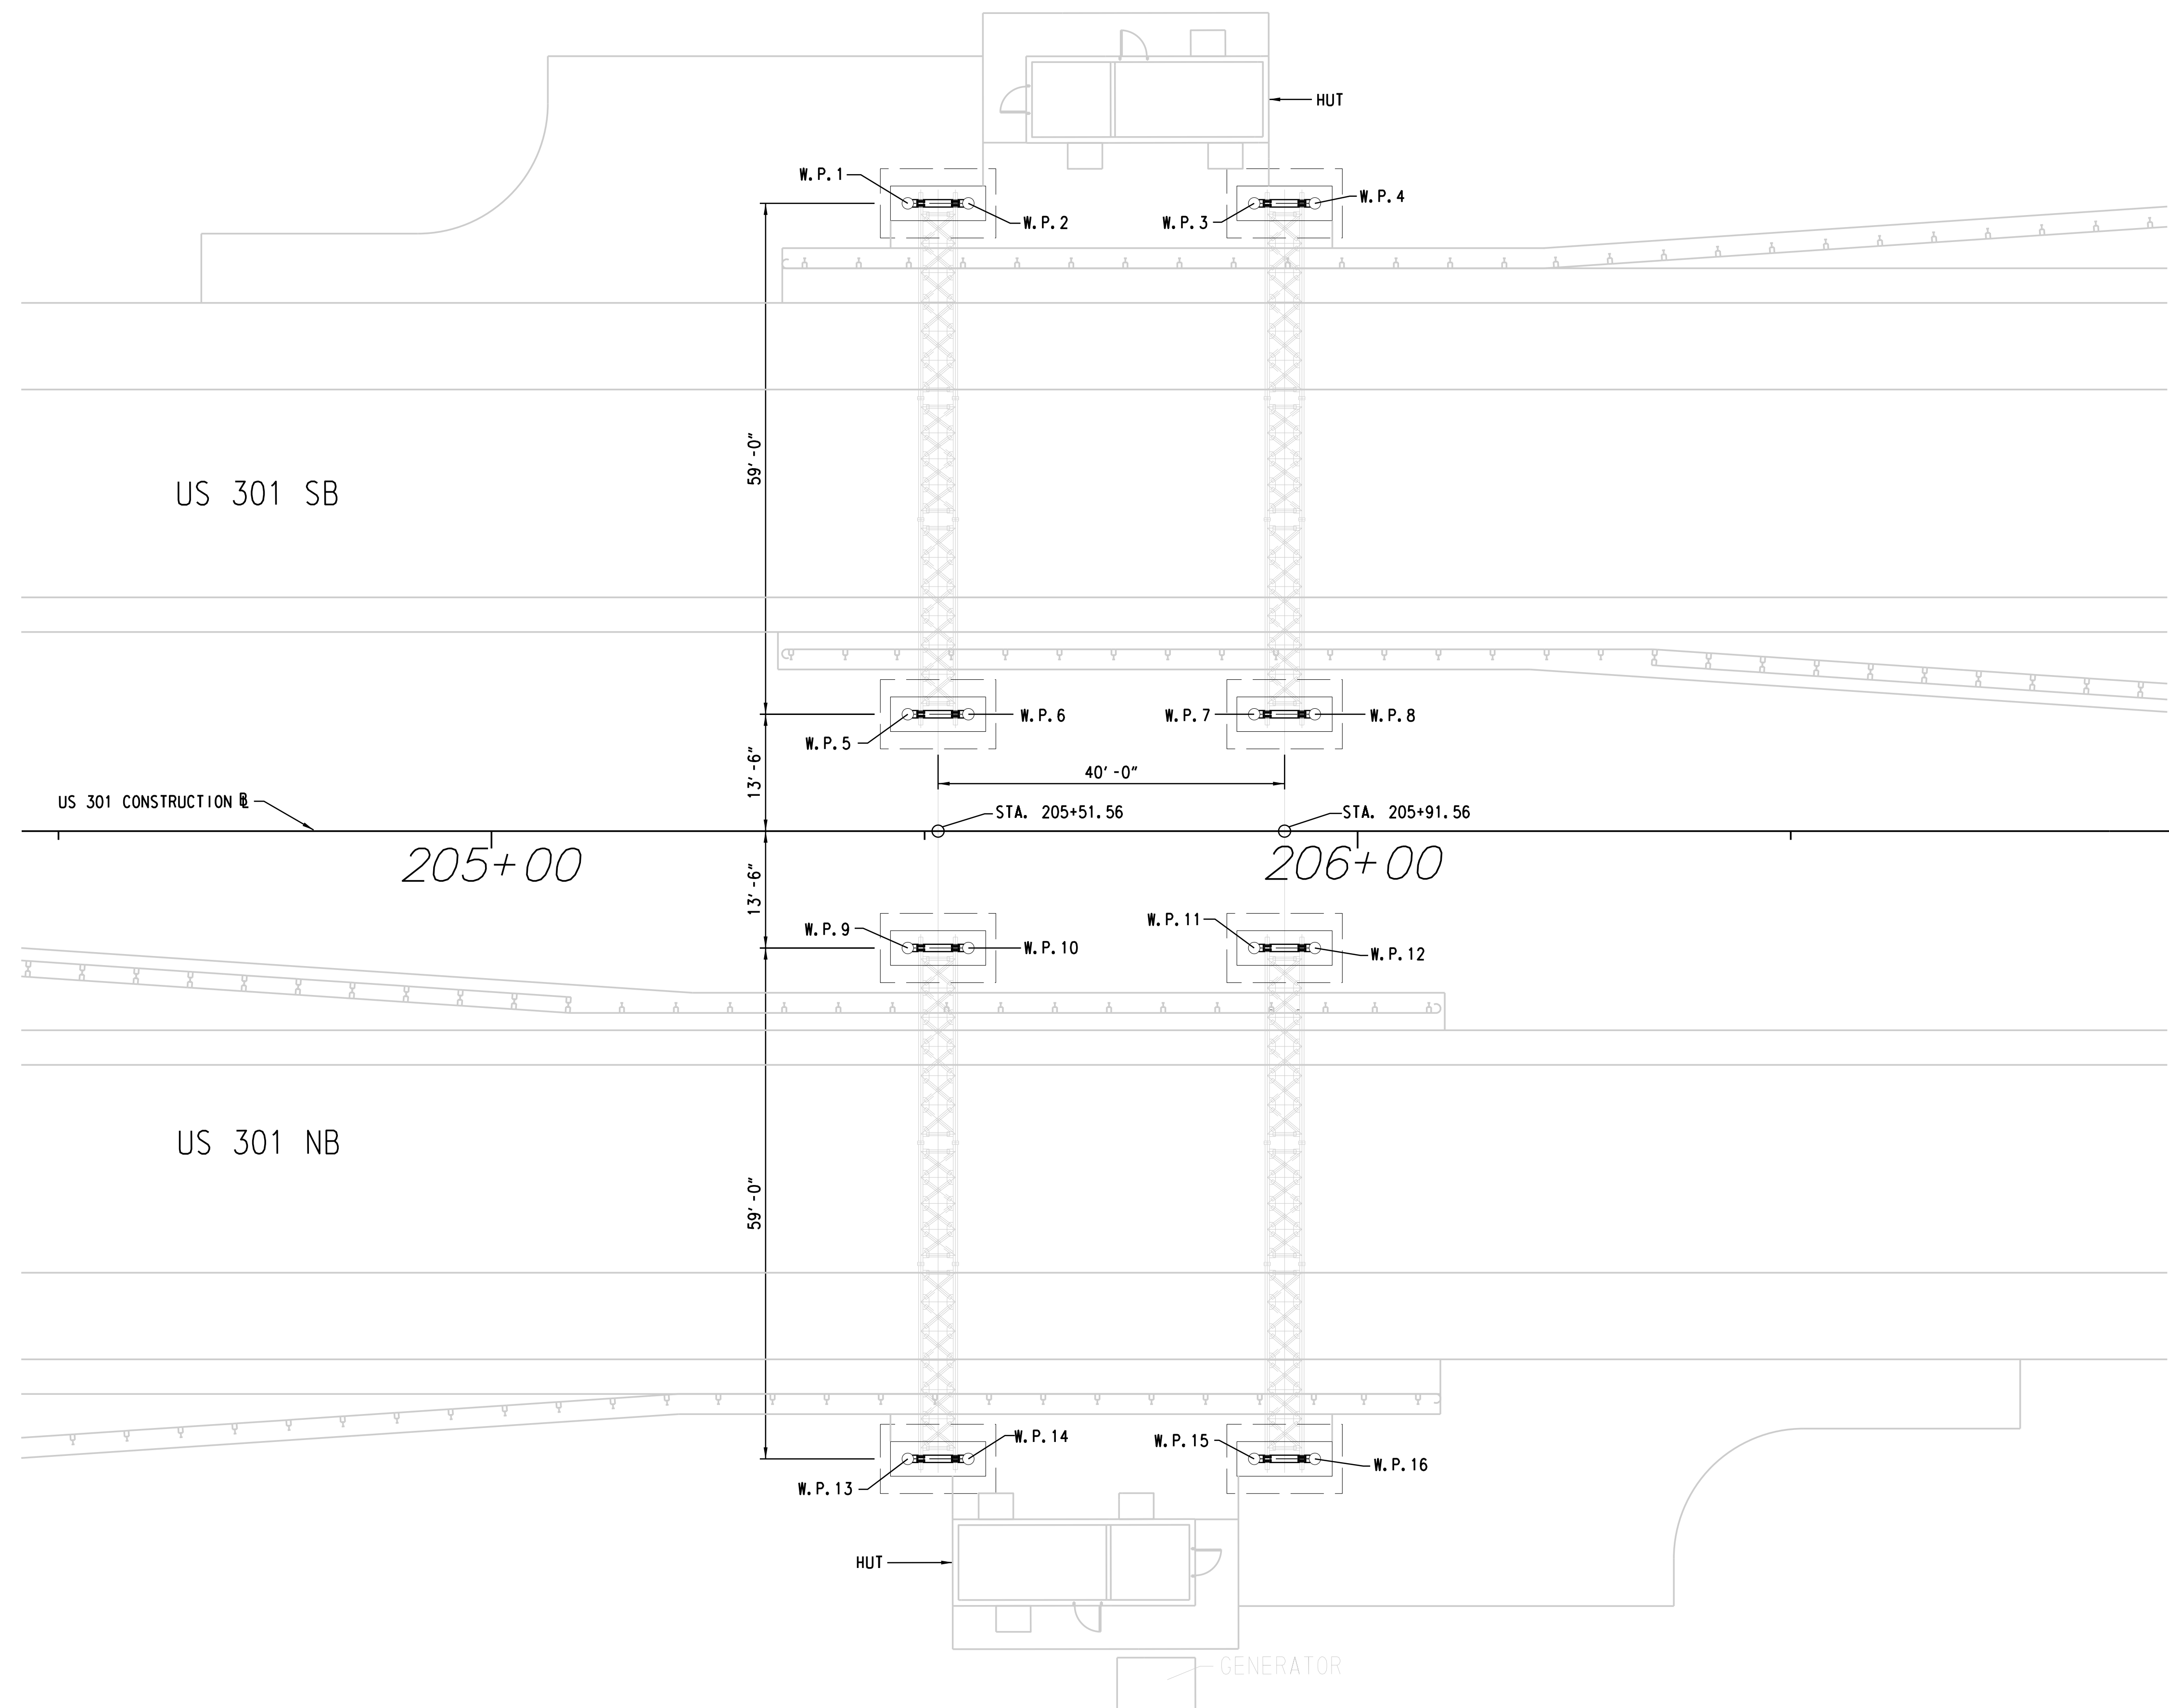 HUT
W.P.1
W.P.2
W.P.3
W.P.4
59'-0"
US 301 SB
W.P.5
W.P.6
W.P.7
W.P.8
13'-6"
40'-0"
US 301 CONSTRUCTION ℄
STA. 205+51.56
STA. 205+91.56
205+00
206+00
13'-6"
W.P.9
W.P.10
W.P.11
W.P.12
US 301 NB
59'-0"
W.P.13
W.P.14
W.P.15
W.P.16
HUT
GENERATOR